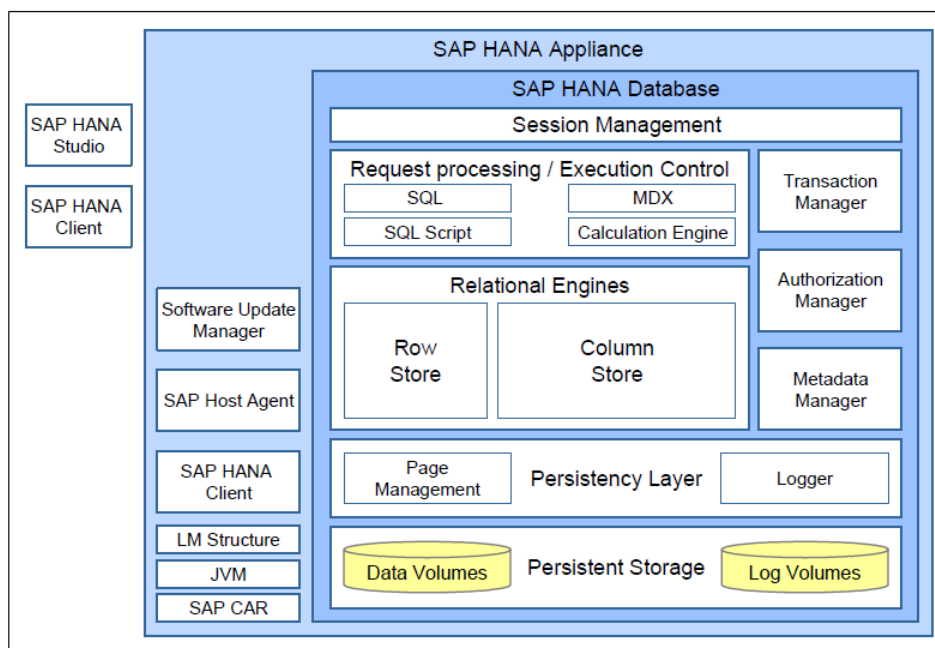 SAP HANA Appliance
SAP HANA Database
SAP HANA
Studio
SAP HANA
Client
Session Management
Request processing / Execution Control
SQL
MDX
SQL Script
Calculation Engine
Transaction
Manager
Relational Engines
Row
Store
Column
Store
Authorization
Manager
Metadata
Manager
Software Update
Manager
SAP Host Agent
SAP HANA
Client
LM Structure
JVM
SAP CAR
Page
Management
Persistency Layer
Logger
Data Volumes
Persistent Storage
Log Volumes